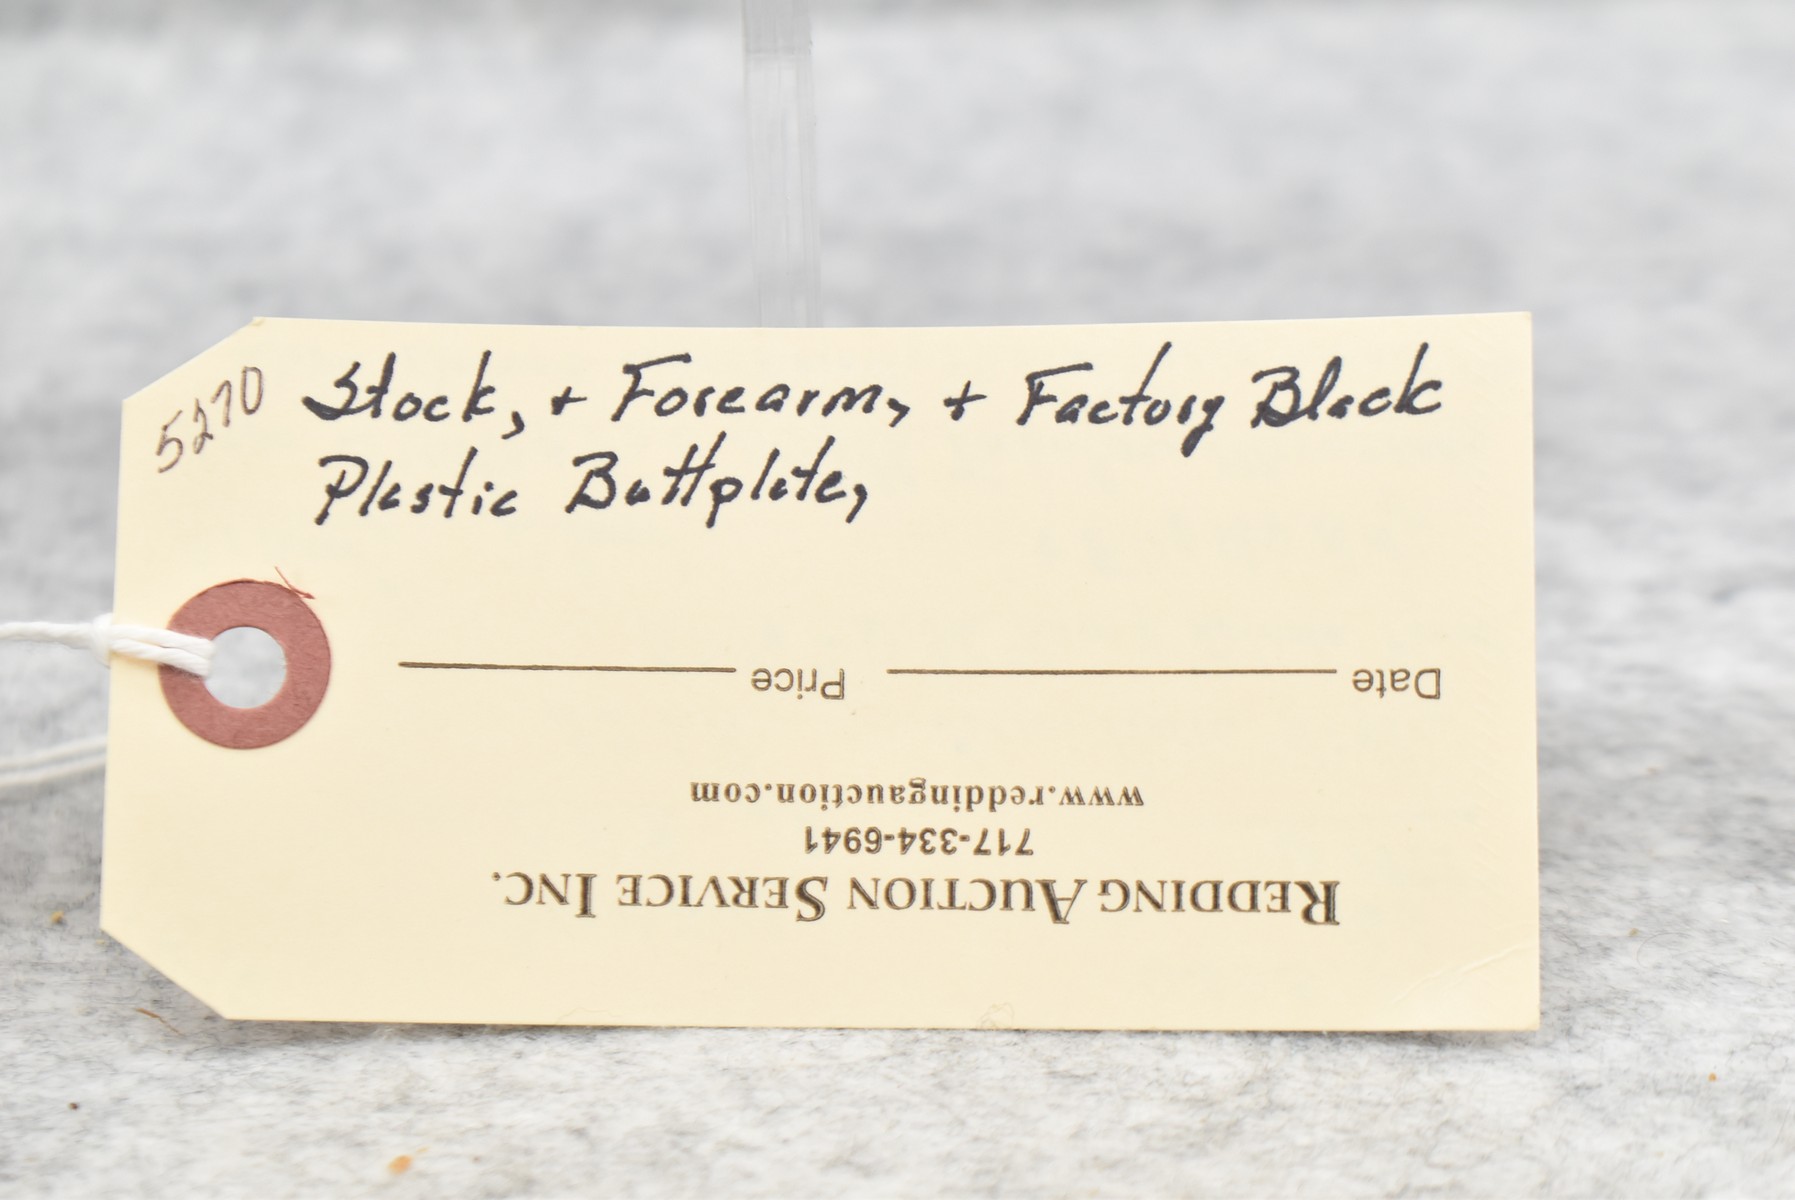 5270
Stock, + Forearm, + Factory Black
Plastic Buttplate,
Date
Price
www.reddingauction.com
717-334-6941
REDDING AUCTION SERVICE INC.